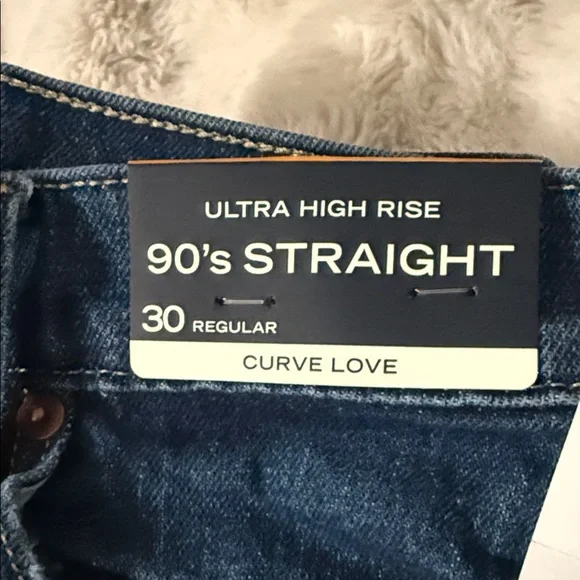 ULTRA HIGH RISE
90's STRAIGHT
30 REGULAR
CURVE LOVE